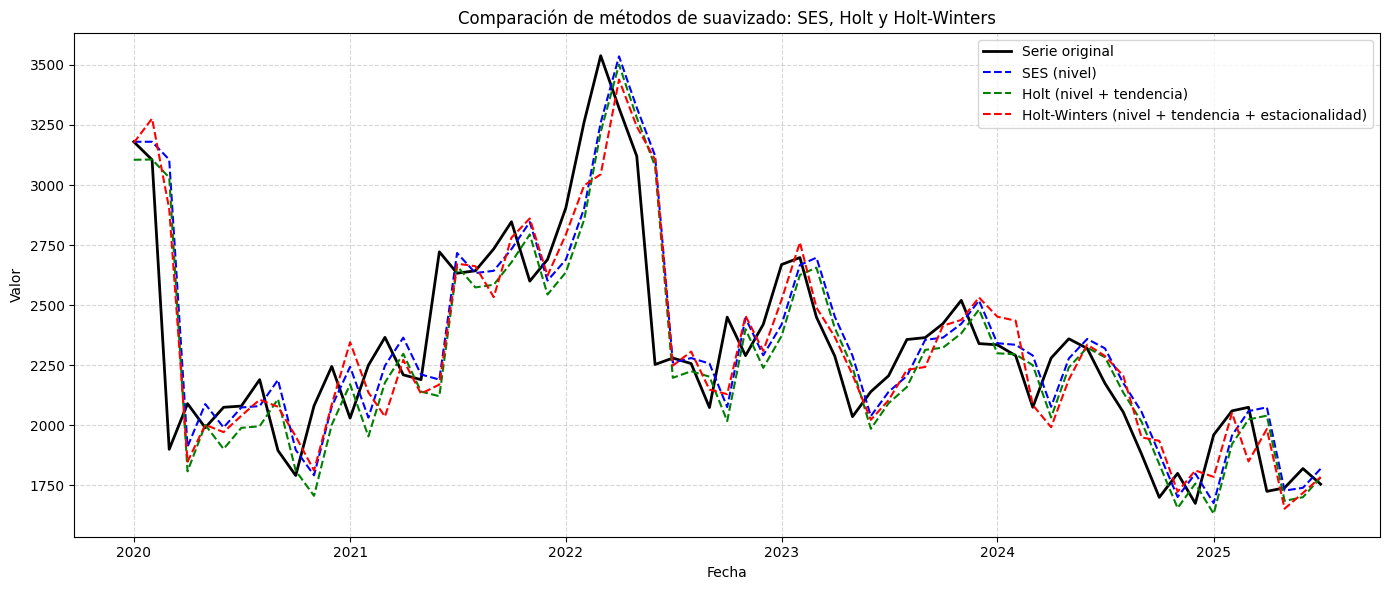 Comparación de métodos de suavizado: SES, Holt y Holt-Winters
Serie original
SES (nivel)
Holt (nivel + tendencia)
Holt-Winters (nivel + tendencia + estacionalidad)
Valor
3500
3250
3000
2750
2500
2250
2000
1750
2020 2021 2022 2023 2024 2025
Fecha